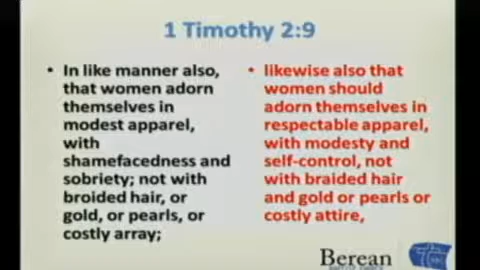 1 Timothy 2:9
• In like manner also,
that women adorn
themselves in
modest apparel,
with
shamefacedness and
sobriety; not with
broided hair, or
gold, or pearls, or
costly array;
• likewise also that
women should
adorn themselves in
respectable apparel,
with modesty and
self-control, not
with braided hair
and gold or pearls or
costly attire,
Berean